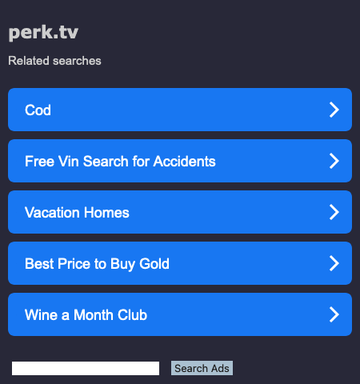 perk.tv
Related searches
Cod
Free Vin Search for Accidents
Vacation Homes
Best Price to Buy Gold
Wine a Month Club
Search Ads